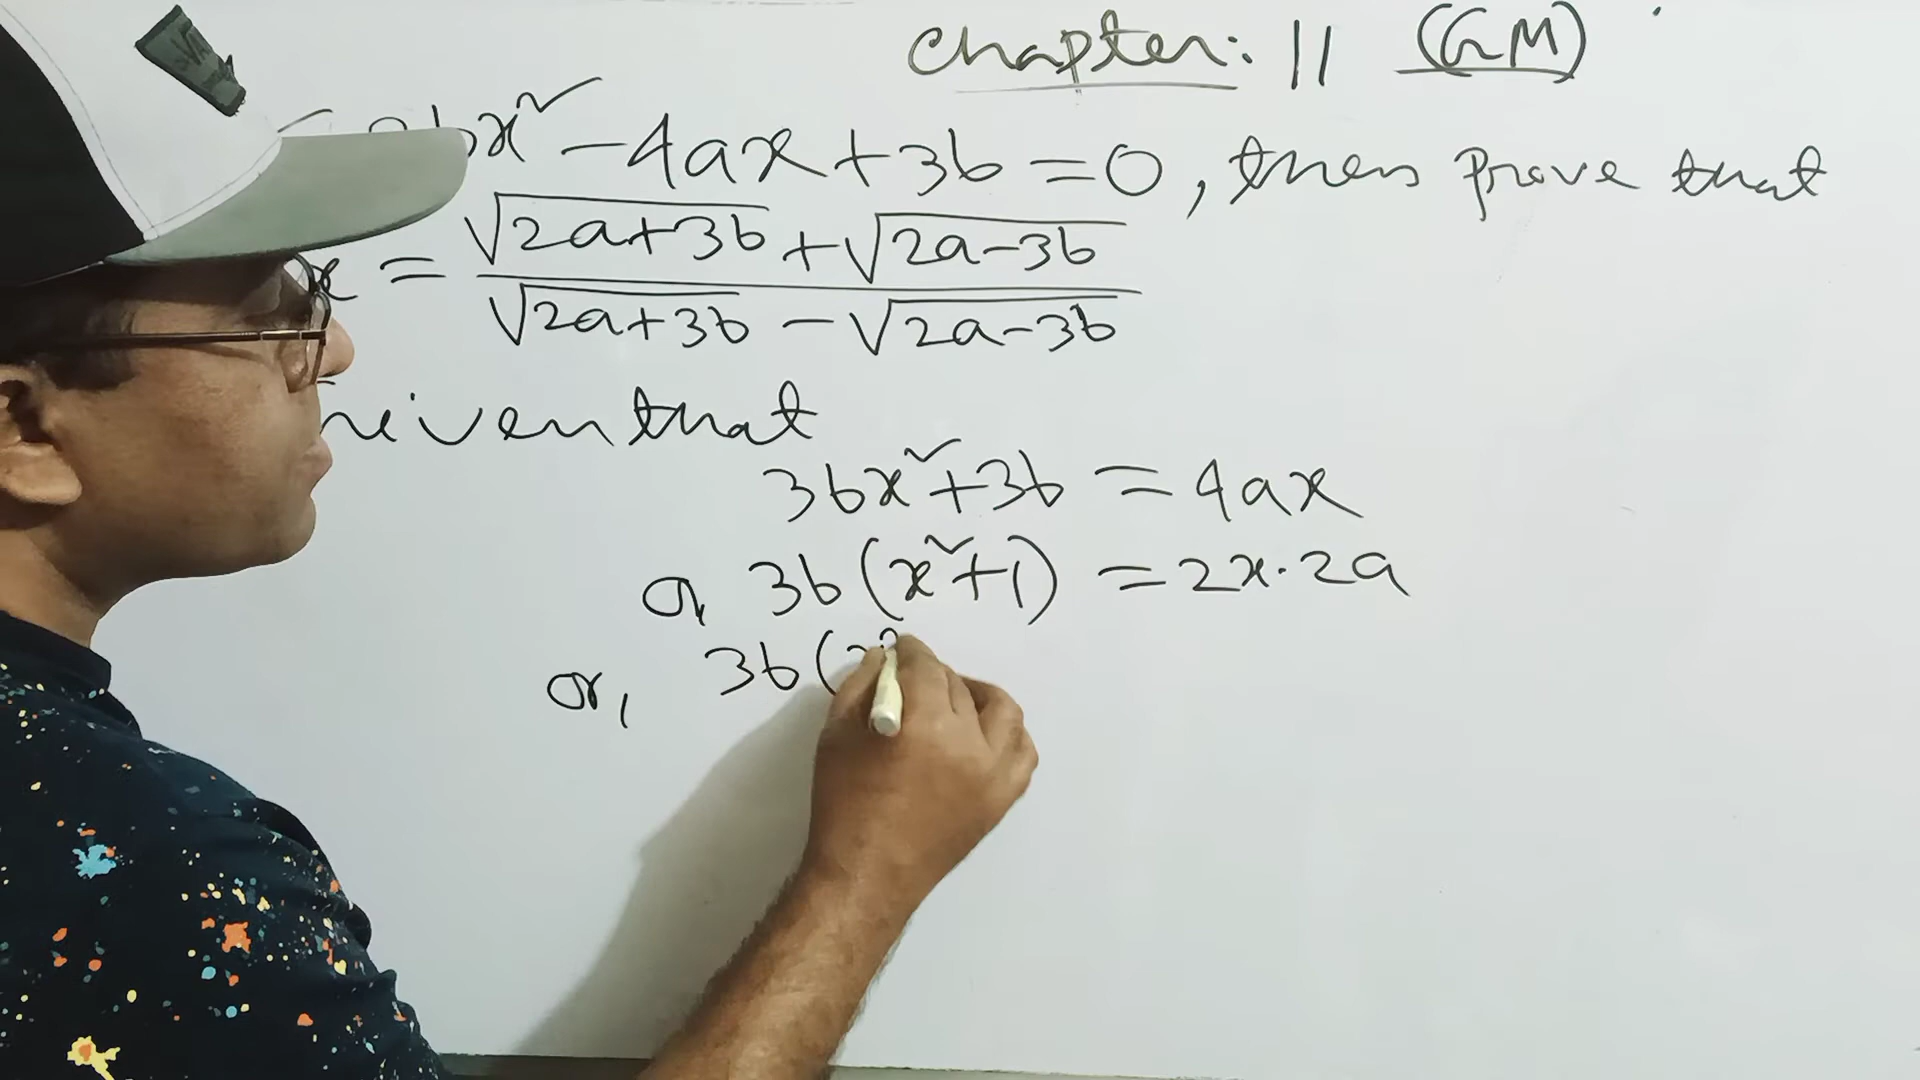 Chapter: 11 (GM)
3bx² - 4ax + 3b = 0, then prove that
x = √2a+3b + √2a-3b
√2a+3b - √2a-3b
Given that
3bx² + 3b = 4ax
or, 3b (x² + 1) = 2x · 2a
or, 3b (x²